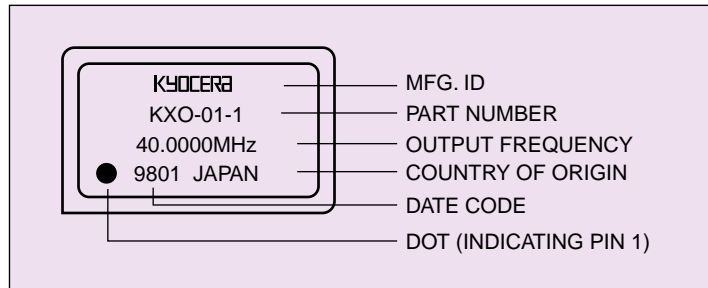 KYOCERA MFG. ID
KXO-01-1 PART NUMBER
40.0000MHz OUTPUT FREQUENCY
9801 JAPAN COUNTRY OF ORIGIN
DATE CODE
DOT (INDICATING PIN 1)